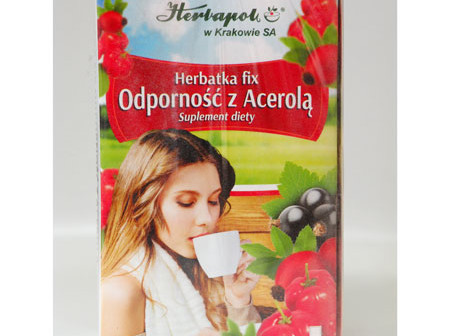 Herbapol
w Krakowie SA
Herbatka fix
Odporność z Acerolą
Suplement diety